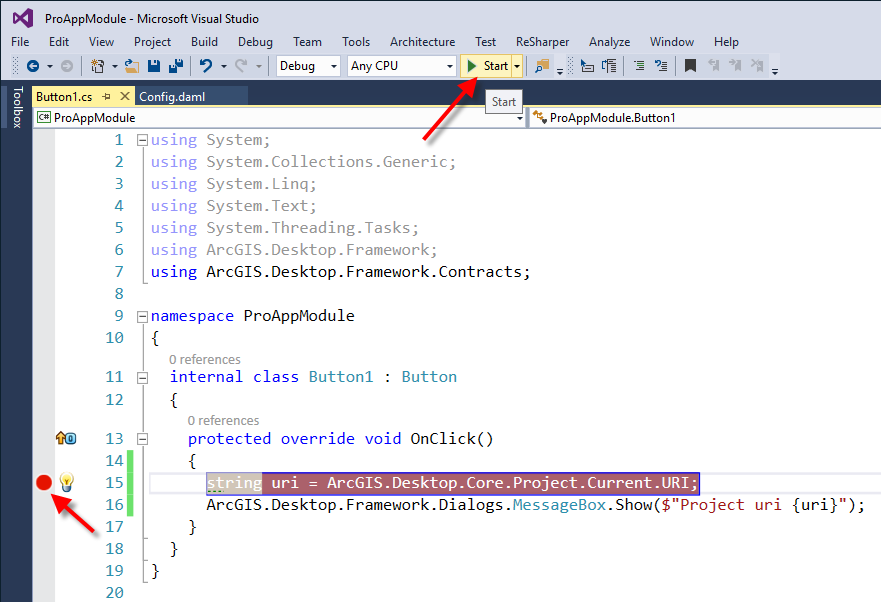 ProAppModule - Microsoft Visual Studio
File Edit View Project Build Debug Team Tools Architecture Test ReSharper Analyze Window Help
Debug Any CPU Start
Start
Toolbox
Button1.cs Config.daml
C# ProAppModule ProAppModule.Button1
1 using System;
2 using System.Collections.Generic;
3 using System.Linq;
4 using System.Text;
5 using System.Threading.Tasks;
6 using ArcGIS.Desktop.Framework;
7 using ArcGIS.Desktop.Framework.Contracts;
8
9 namespace ProAppModule
10 {
0 references
11 internal class Button1 : Button
12 {
0 references
13 protected override void OnClick()
14 {
15 string uri = ArcGIS.Desktop.Core.Project.Current.URI;
16 ArcGIS.Desktop.Framework.Dialogs.MessageBox.Show($"Project uri {uri}");
17 }
18 }
19 }
20